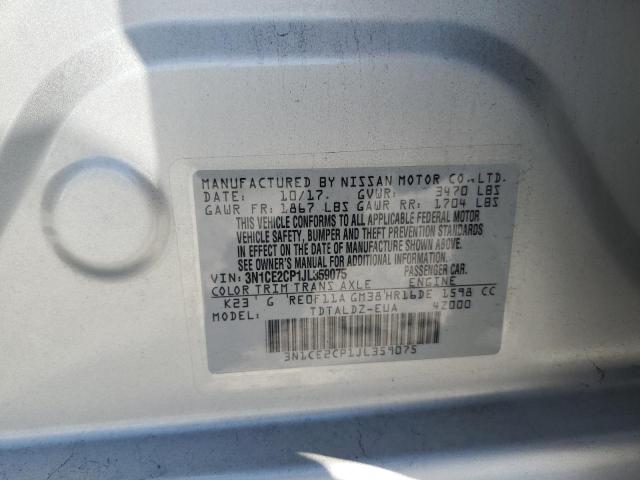 MANUFACTURED BY NISSAN MOTOR CO.,LTD.
DATE: 10/17. GVWR: 3470 LBS
GAWR FR: 1867 LBS GAWR RR: 1704 LBS
THIS VEHICLE CONFORMS TO ALL APPLICABLE FEDERAL MOTOR
VEHICLE SAFETY, BUMPER AND THEFT PREVENTION STANDARDS
IN EFFECT ON THE DATE OF MANUFACTURE SHOWN ABOVE.
SEE OWNER'S MANUAL FOR ADDITIONAL INFORMATION.
VIN: 3N1CE2CP1JL359075 PASSENGER CAR.
COLOR TRIM TRANS AXLE ENGINE
K23 G RE0F11A GM38 HR16DE 1598 CC
MODEL TDTALDZ-EUA 42000
3N1CE2CP1JL359075